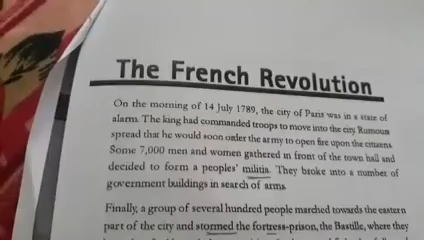 The French Revolution
On the morning of 14 July 1789, the city of Paris was in a state of
alarm. The king had commanded troops to move into the city. Rumours
spread that he would soon order the army to open fire upon the citizens.
Some 7,000 men and women gathered in front of the town hall and
decided to form a peoples' militia. They broke into a number of
government buildings in search of arms.
Finally, a group of several hundred people marched towards the eastern
part of the city and stormed the fortress-prison, the Bastille, where they